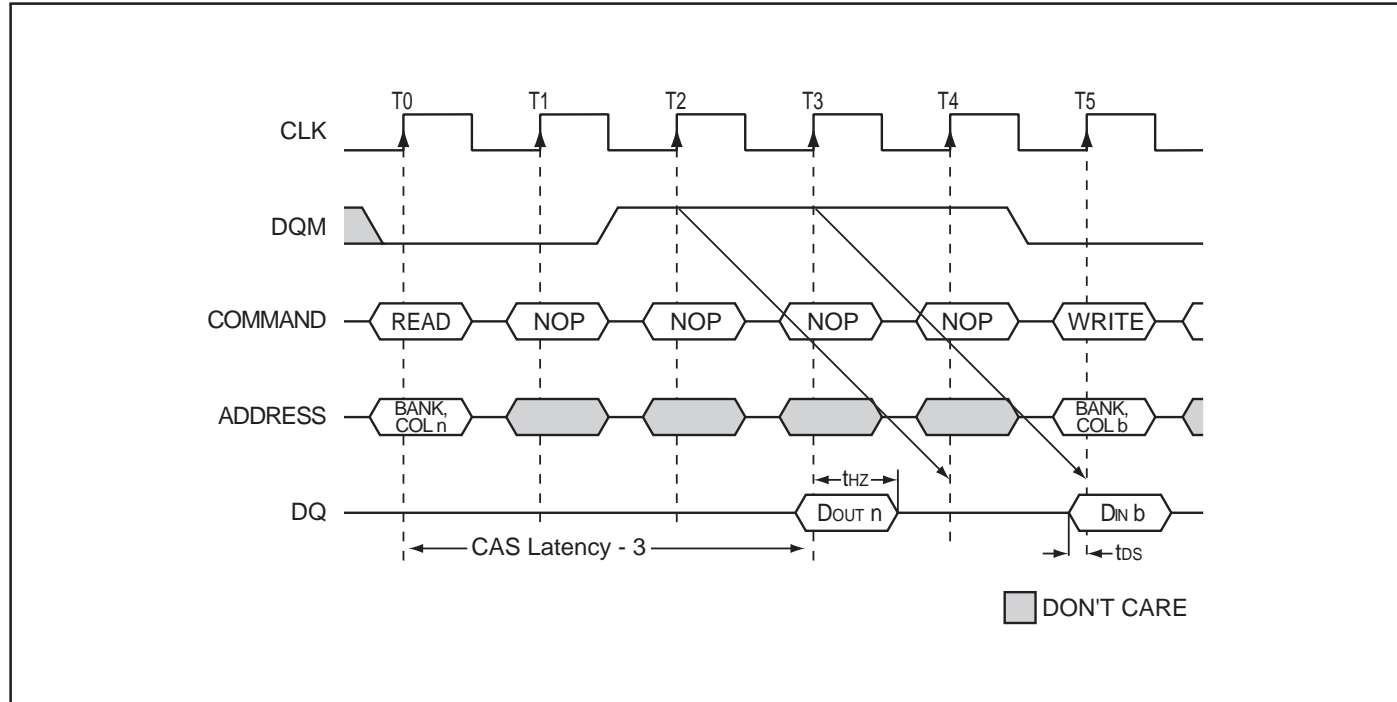 T0 T1 T2 T3 T4 T5
CLK
DQM
COMMAND READ NOP NOP NOP NOP WRITE
ADDRESS BANK, COL n BANK, COL b
tHZ
DQ DOUT n DIN b
CAS Latency - 3 tDS
DON'T CARE